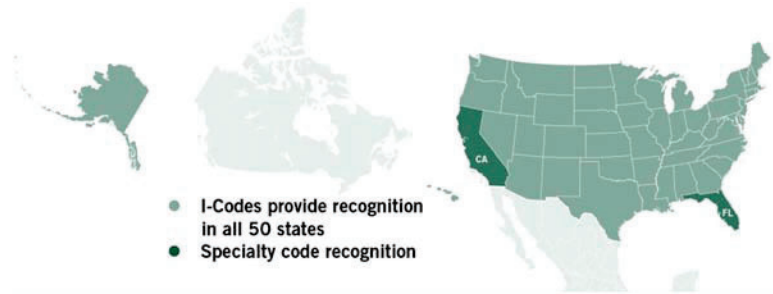 CA
FL
I-Codes provide recognition
in all 50 states
Specialty code recognition